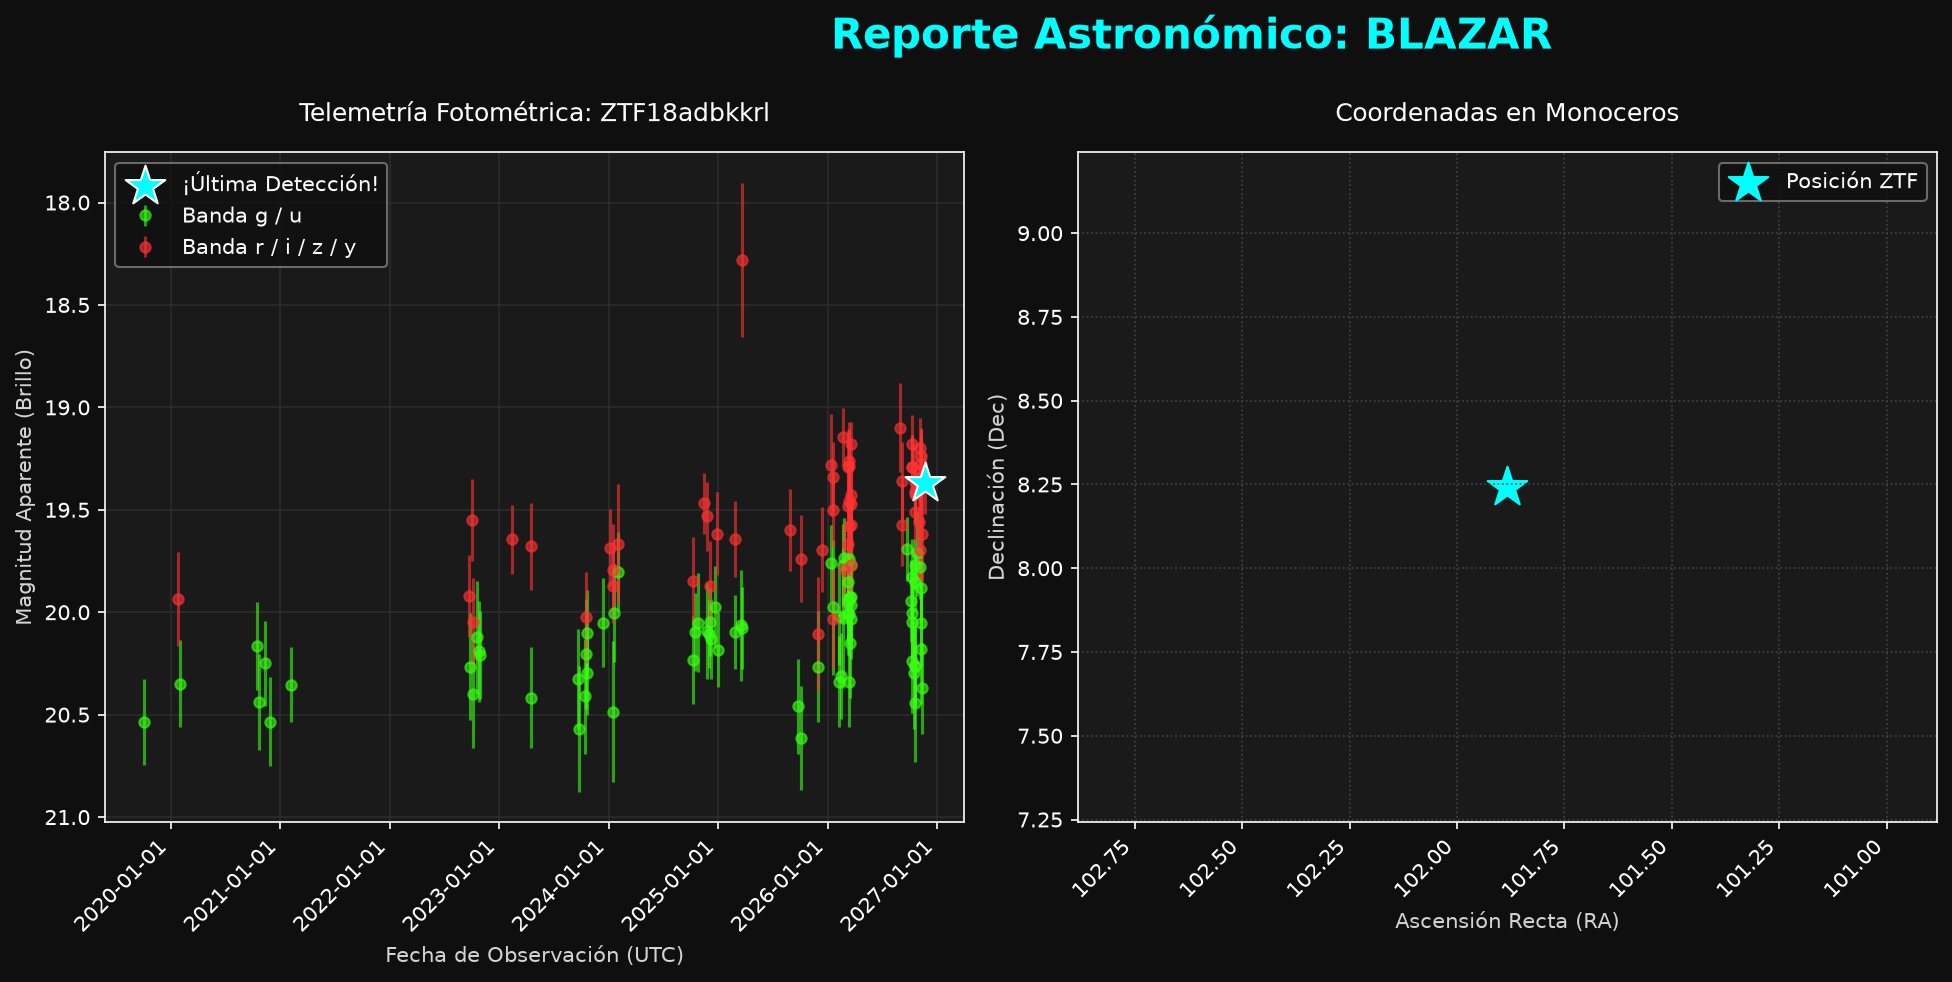 Reporte Astronómico: BLAZAR
Telemetría Fotométrica: ZTF18adbkkrl
¡Última Detección!
Banda g / u
Banda r / i / z / y
Magnitud Aparente (Brillo)
18.0
18.5
19.0
19.5
20.0
20.5
21.0
2020-01-01
2021-01-01
2022-01-01
2023-01-01
2024-01-01
2025-01-01
2026-01-01
2027-01-01
Fecha de Observación (UTC)
Coordenadas en Monoceros
Posición ZTF
Declinación (Dec)
9.00
8.75
8.50
8.25
8.00
7.75
7.50
7.25
102.75
102.50
102.25
102.00
101.75
101.50
101.25
101.00
Ascensión Recta (RA)